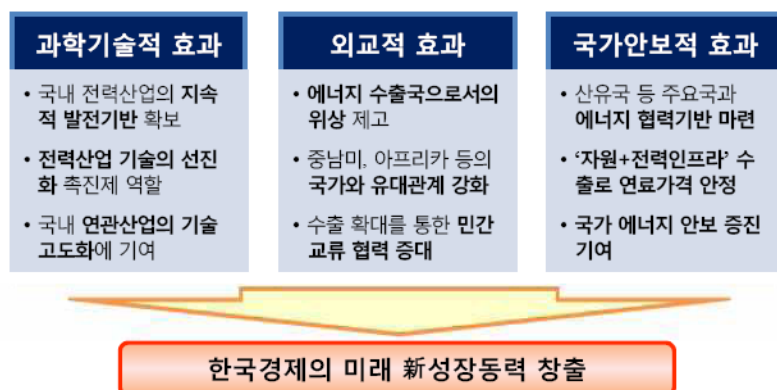 과학기술적 효과
• 국내 전력산업의 지속
적 발전기반 확보
• 전력산업 기술의 선진
화 촉진제 역할
• 국내 연관산업의 기술
고도화에 기여
외교적 효과
• 에너지 수출국으로서의
위상 제고
• 중남미, 아프리카 등의
국가와 유대관계 강화
• 수출 확대를 통한 민간
교류 협력 증대
국가안보적 효과
• 산유국 등 주요국과
에너지 협력기반 마련
• ‘자원+전력인프라’ 수
출로 연료가격 안정
• 국가 에너지 안보 증진
기여
한국경제의 미래 新성장동력 창출